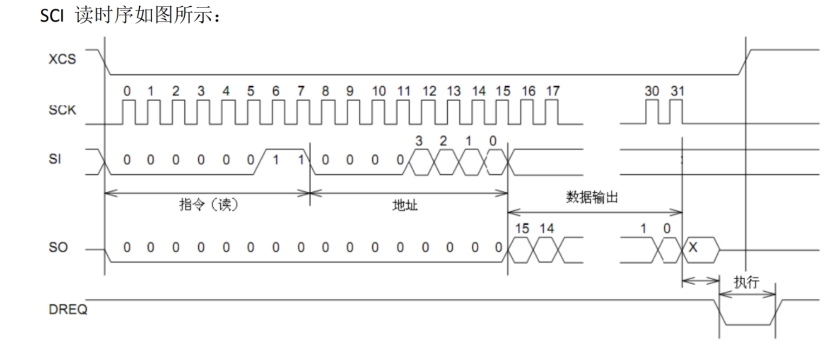 SCI 读时序如图所示：
XCS
0 1 2 3 4 5 6 7 8 9 10 11 12 13 14 15 16 17 30 31
SCK
3 2 1 0
SI 0 0 0 0 0 0 1 1 0 0 0 0
指令（读） 地址 数据输出
15 14 1 0
SO 0 0 0 0 0 0 0 0 0 0 0 0 0 0 0 0 X
执行
DREQ